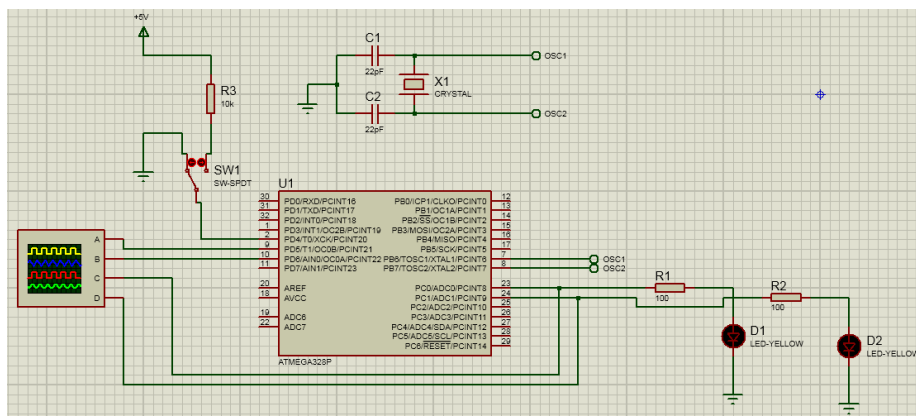 +5V
R3
10k
C1
22pF
X1
CRYSTAL
C2
22pF
OSC1
OSC2
SW1
SW-SPDT
U1
30 PD0/RXD/PCINT16
31 PD1/TXD/PCINT17
32 PD2/INT0/PCINT18
1 PD3/INT1/OC2B/PCINT19
2 PD4/T0/XCK/PCINT20
9 PD5/T1/OC0B/PCINT21
10 PD6/AIN0/OC0A/PCINT22
11 PD7/AIN1/PCINT23
20 AREF
18 AVCC
19 ADC6
22 ADC7
PB0/ICP1/CLKO/PCINT0 12
PB1/OC1A/PCINT1 13
PB2/SS/OC1B/PCINT2 14
PB3/MOSI/OC2A/PCINT3 15
PB4/MISO/PCINT4 16
PB5/SCK/PCINT5 17
PB6/TOSC1/XTAL1/PCINT6 7
PB7/TOSC2/XTAL2/PCINT7 8
PC0/ADC0/PCINT8 23
PC1/ADC1/PCINT9 24
PC2/ADC2/PCINT10 25
PC3/ADC3/PCINT11 26
PC4/ADC4/SDA/PCINT12 27
PC5/ADC5/SCL/PCINT13 28
PC6/RESET/PCINT14 29
ATMEGA328P
A
B
C
D
OSC1
OSC2
R1
100
R2
100
D1
LED-YELLOW
D2
LED-YELLOW